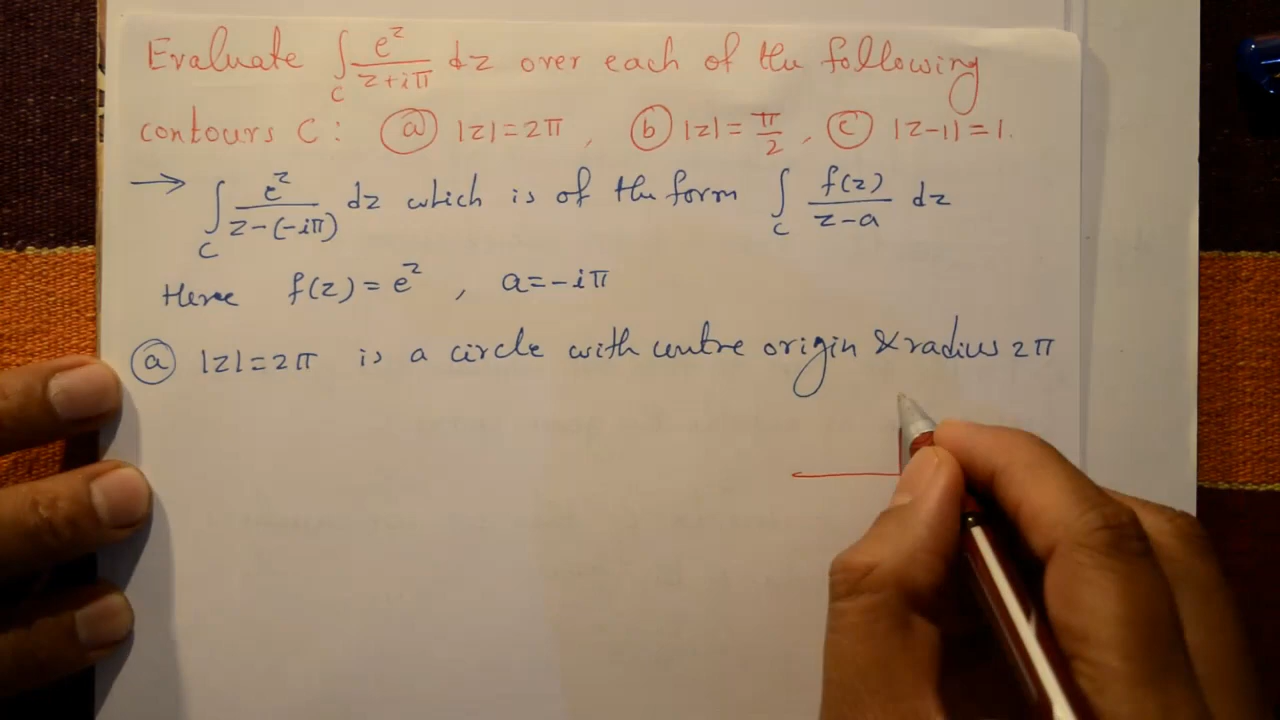 Evaluate ∫_C e^z/(z+iπ) dz over each of the following
contours C: (a) |z|=2π, (b) |z|=π/2, (c) |z-1|=1.
→ ∫_C e^z/(z-(-iπ)) dz which is of the form ∫_C f(z)/(z-a) dz
Here f(z)=e^z, a=-iπ
(a) |z|=2π is a circle with centre origin & radius 2π